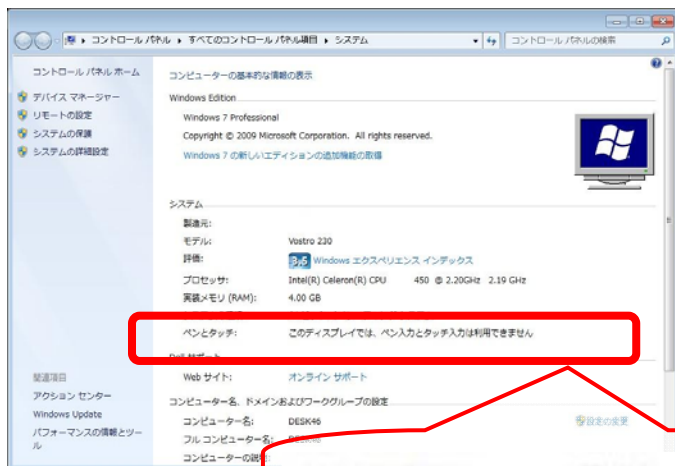 コントロール パネル ▸ すべてのコントロール パネル項目 ▸ システム
コントロール パネルの検索
コントロール パネル ホーム
デバイス マネージャー
リモートの設定
システムの保護
システムの詳細設定
コンピューターの基本的な情報の表示
Windows Edition
Windows 7 Professional
Copyright © 2009 Microsoft Corporation. All rights reserved.
Windows 7 の新しいエディションの追加機能の取得
システム
製造元:
モデル: Vostro 230
評価: 3,5 Windows エクスペリエンス インデックス
プロセッサ: Intel(R) Celeron(R) CPU 450 @ 2.20GHz 2.19 GHz
実装メモリ (RAM): 4.00 GB
ペンとタッチ: このディスプレイでは、ペン入力とタッチ入力は利用できません
Dell サポート
Web サイト: オンライン サポート
コンピューター名、ドメインおよびワークグループの設定
コンピューター名: DESK46
設定の変更
フル コンピューター名: DESK46
コンピューターの説明:
関連項目
アクション センター
Windows Update
パフォーマンスの情報とツー
ル